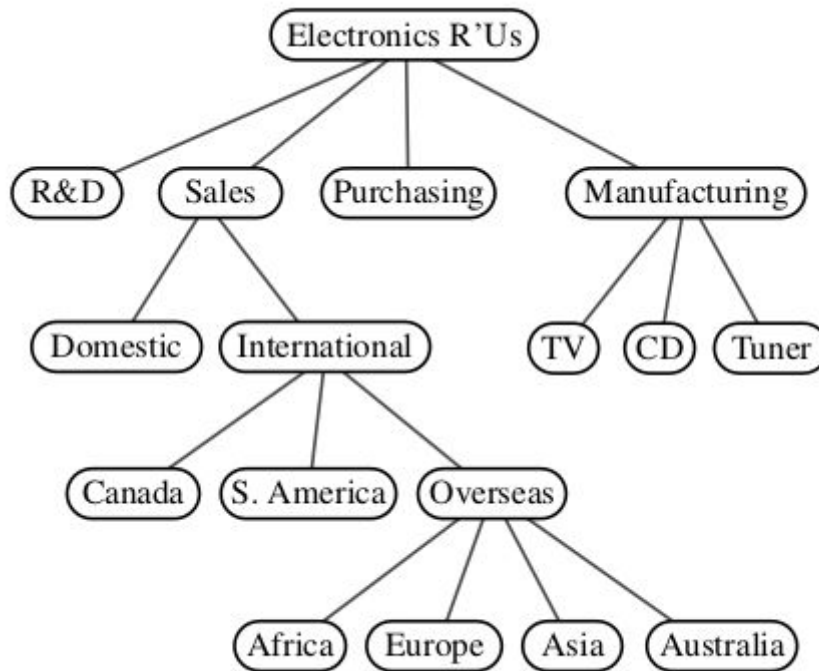 Electronics R'Us
R&D Sales Purchasing Manufacturing
Domestic International TV CD Tuner
Canada S. America Overseas
Africa Europe Asia Australia